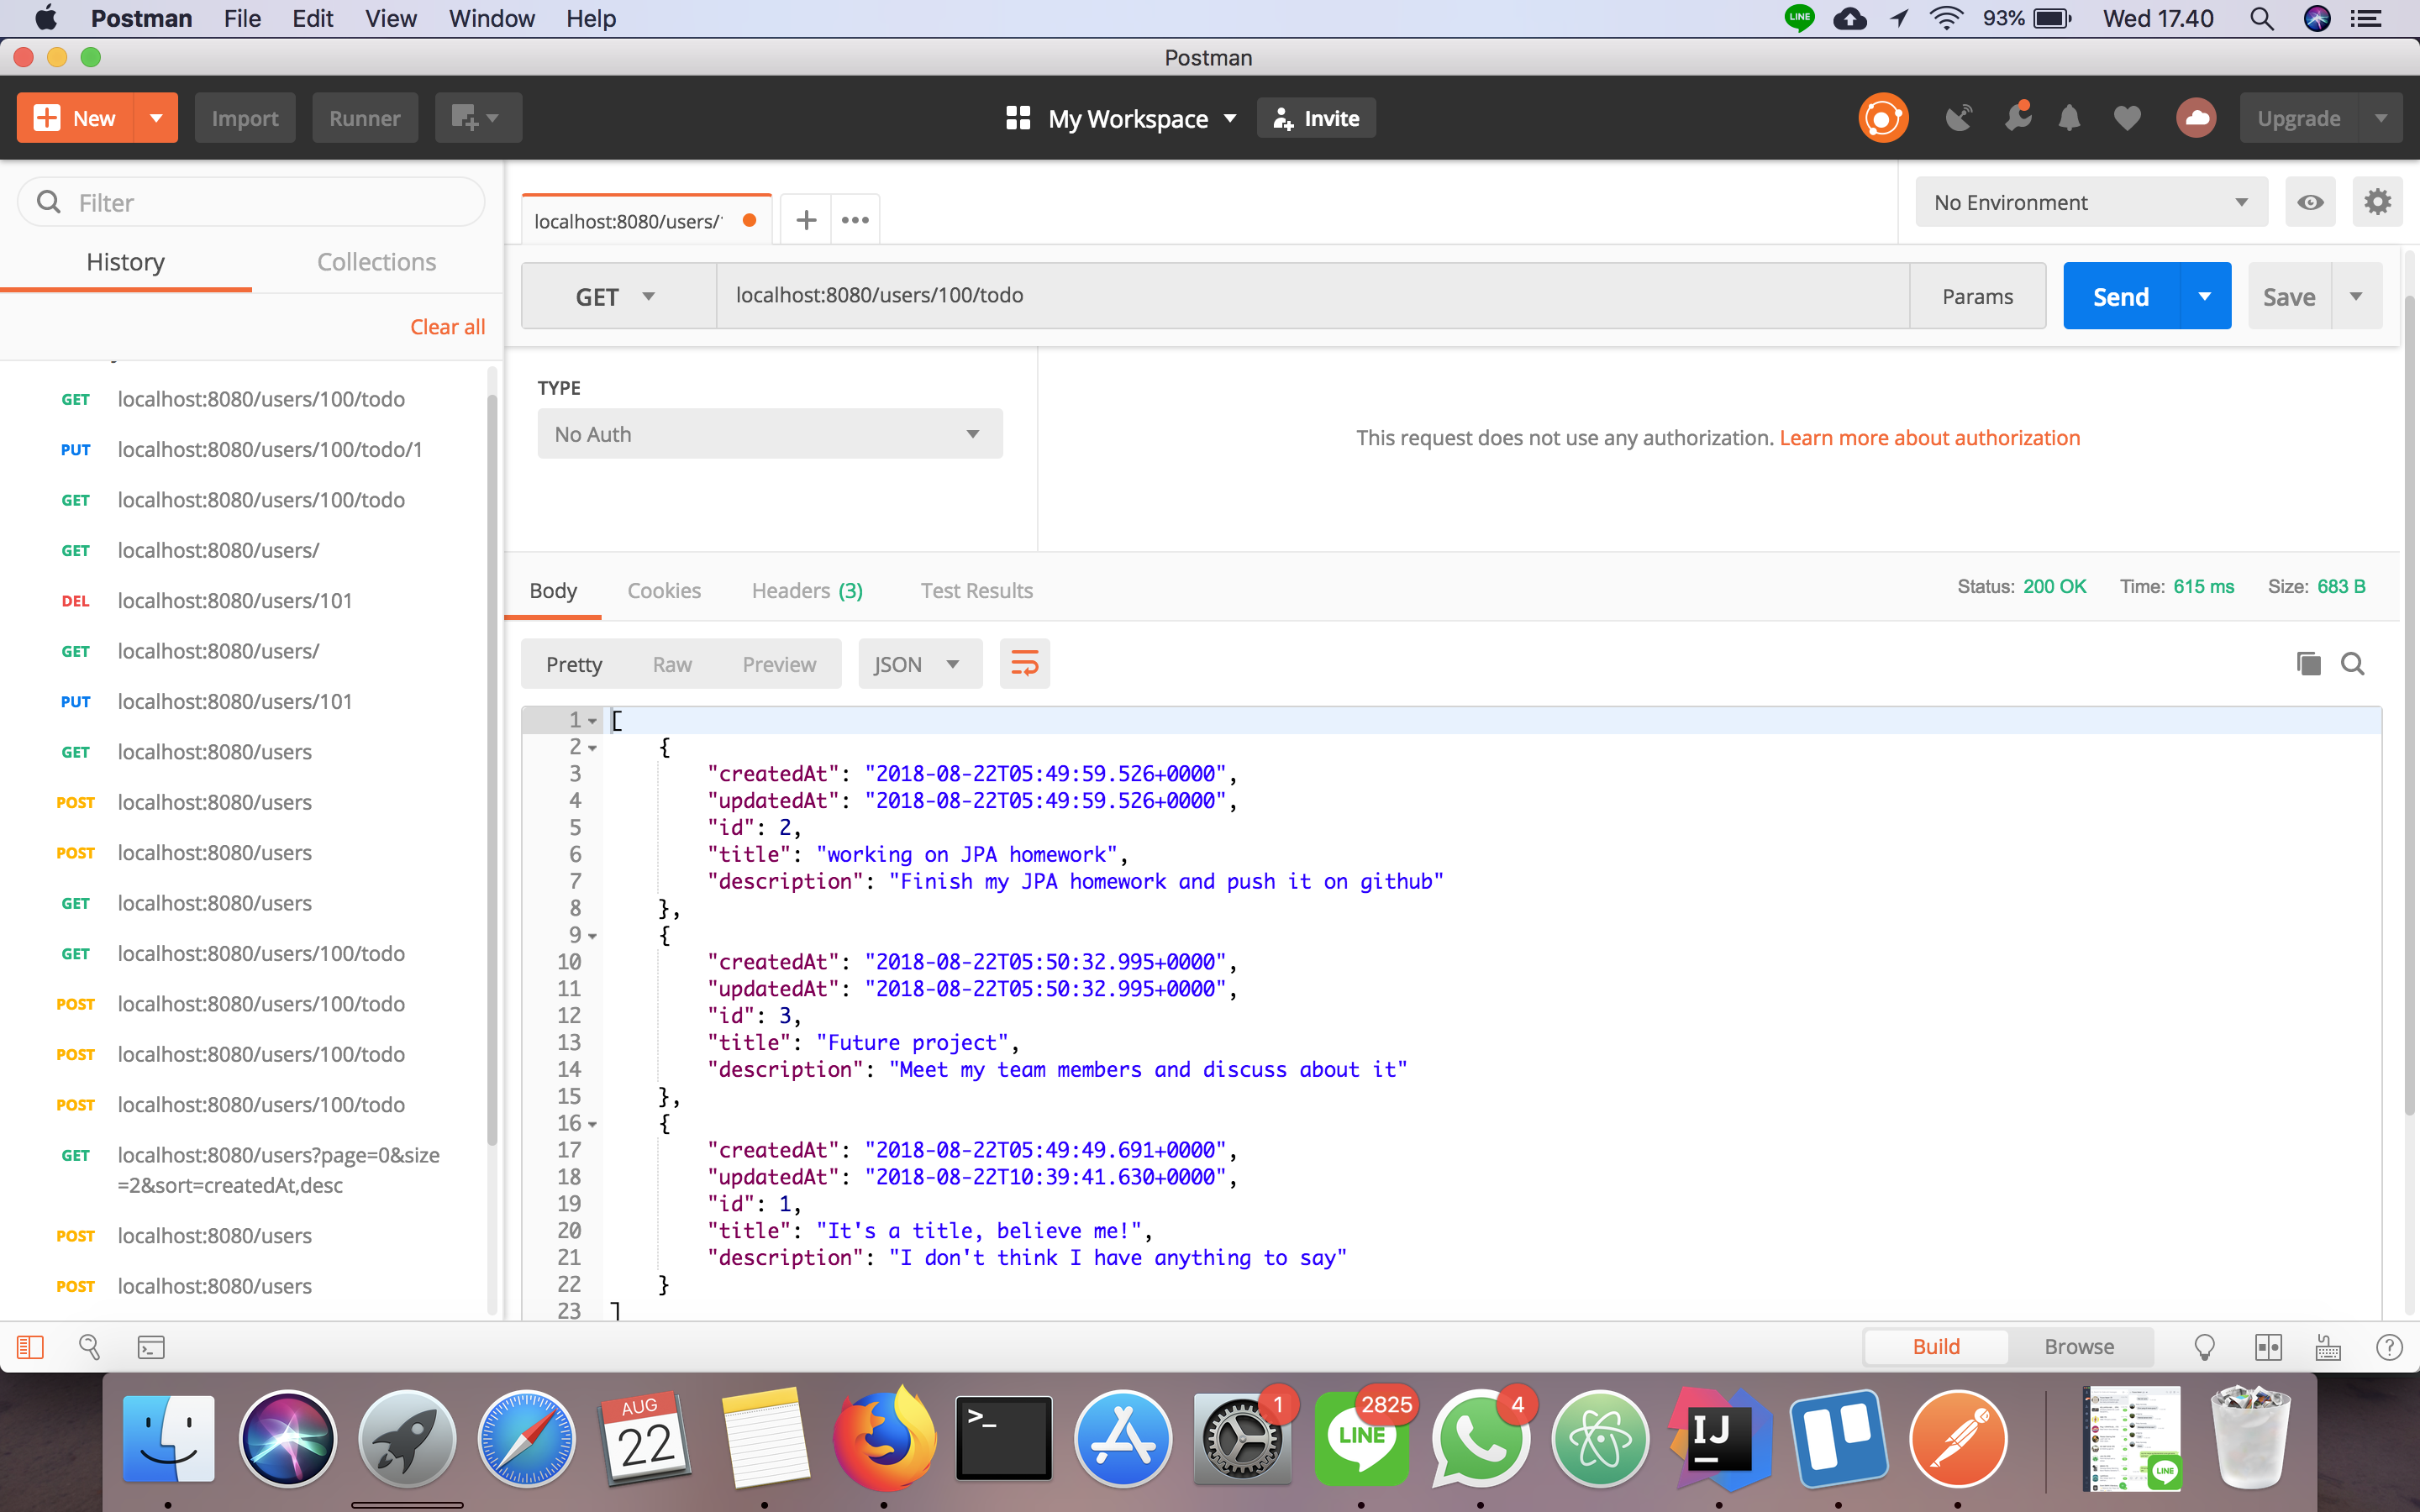 Postman File Edit View Window Help
LINE 93% Wed 17.40
Postman
New Import Runner My Workspace Invite Upgrade
Filter
History Collections
Clear all
GET localhost:8080/users/100/todo
PUT localhost:8080/users/100/todo/1
GET localhost:8080/users/100/todo
GET localhost:8080/users/
DEL localhost:8080/users/101
GET localhost:8080/users/
PUT localhost:8080/users/101
GET localhost:8080/users
POST localhost:8080/users
POST localhost:8080/users
GET localhost:8080/users
GET localhost:8080/users/100/todo
POST localhost:8080/users/100/todo
POST localhost:8080/users/100/todo
POST localhost:8080/users/100/todo
GET localhost:8080/users?page=0&size
=2&sort=createdAt,desc
POST localhost:8080/users
POST localhost:8080/users
localhost:8080/users/
No Environment
GET localhost:8080/users/100/todo Params Send Save
TYPE
No Auth
This request does not use any authorization. Learn more about authorization
Body Cookies Headers (3) Test Results
Status: 200 OK Time: 615 ms Size: 683 B
Pretty Raw Preview JSON
1 [
2 {
3 "createdAt": "2018-08-22T05:49:59.526+0000",
4 "updatedAt": "2018-08-22T05:49:59.526+0000",
5 "id": 2,
6 "title": "working on JPA homework",
7 "description": "Finish my JPA homework and push it on github"
8 },
9 {
10 "createdAt": "2018-08-22T05:50:32.995+0000",
11 "updatedAt": "2018-08-22T05:50:32.995+0000",
12 "id": 3,
13 "title": "Future project",
14 "description": "Meet my team members and discuss about it"
15 },
16 {
17 "createdAt": "2018-08-22T05:49:49.691+0000",
18 "updatedAt": "2018-08-22T10:39:41.630+0000",
19 "id": 1,
20 "title": "It's a title, believe me!",
21 "description": "I don't think I have anything to say"
22 }
23 ]
Build Browse
AUG
22
>_
1
2825
LINE
4
IJ
LINE